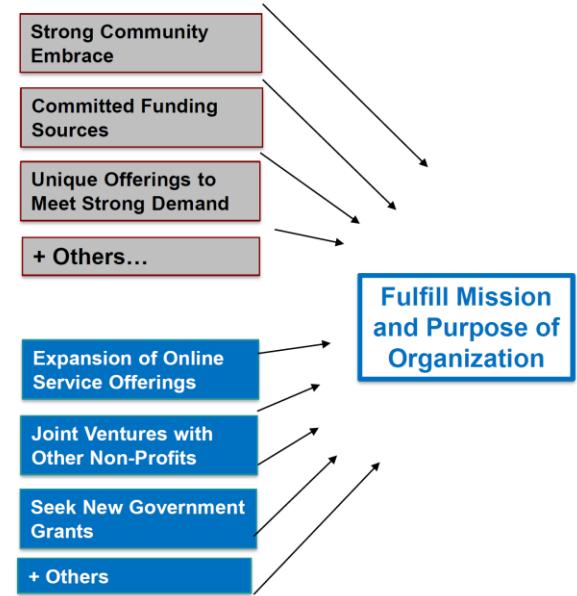 Strong Community
Embrace
Committed Funding
Sources
Unique Offerings to
Meet Strong Demand
+ Others…
Fulfill Mission
and Purpose of
Organization
Expansion of Online
Service Offerings
Joint Ventures with
Other Non-Profits
Seek New Government
Grants
+ Others